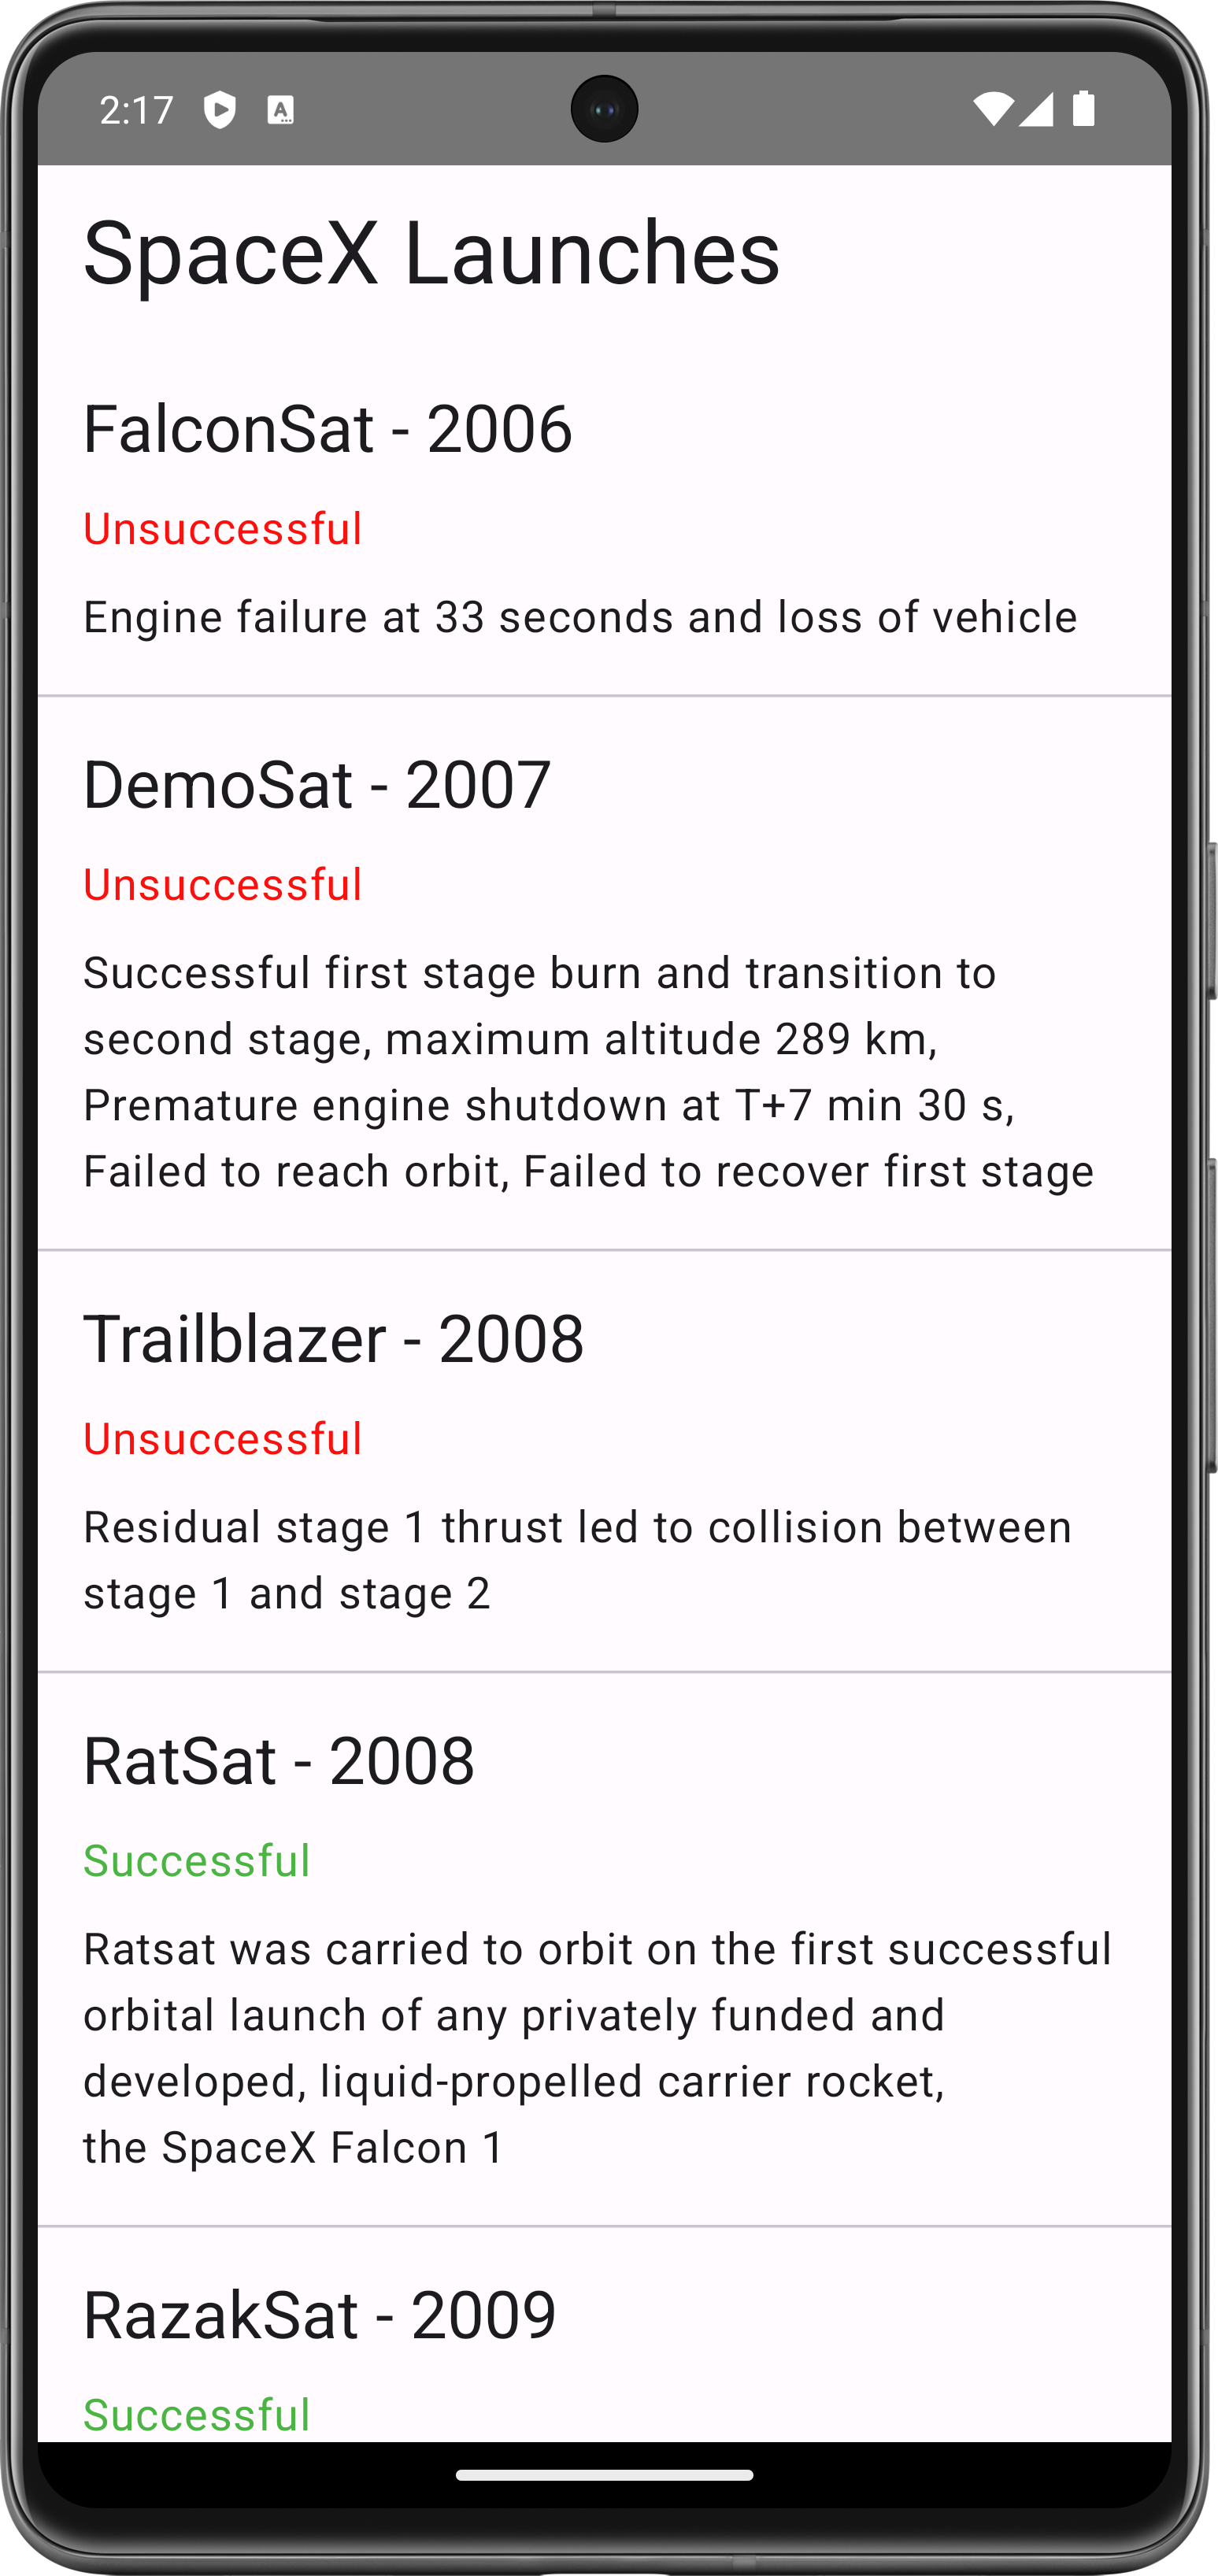 2:17
SpaceX Launches
FalconSat - 2006
Unsuccessful
Engine failure at 33 seconds and loss of vehicle
DemoSat - 2007
Unsuccessful
Successful first stage burn and transition to
second stage, maximum altitude 289 km,
Premature engine shutdown at T+7 min 30 s,
Failed to reach orbit, Failed to recover first stage
Trailblazer - 2008
Unsuccessful
Residual stage 1 thrust led to collision between
stage 1 and stage 2
RatSat - 2008
Successful
Ratsat was carried to orbit on the first successful
orbital launch of any privately funded and
developed, liquid-propelled carrier rocket,
the SpaceX Falcon 1
RazakSat - 2009
Successful